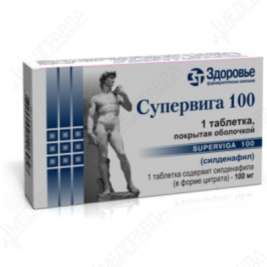 Здоровье
Супервига 100
1 таблетка,
покрытая оболочкой
SUPERVIGA 100
(силденафил)
1 таблетка содержит силденафила
(в форме цитрата) - 100 мг